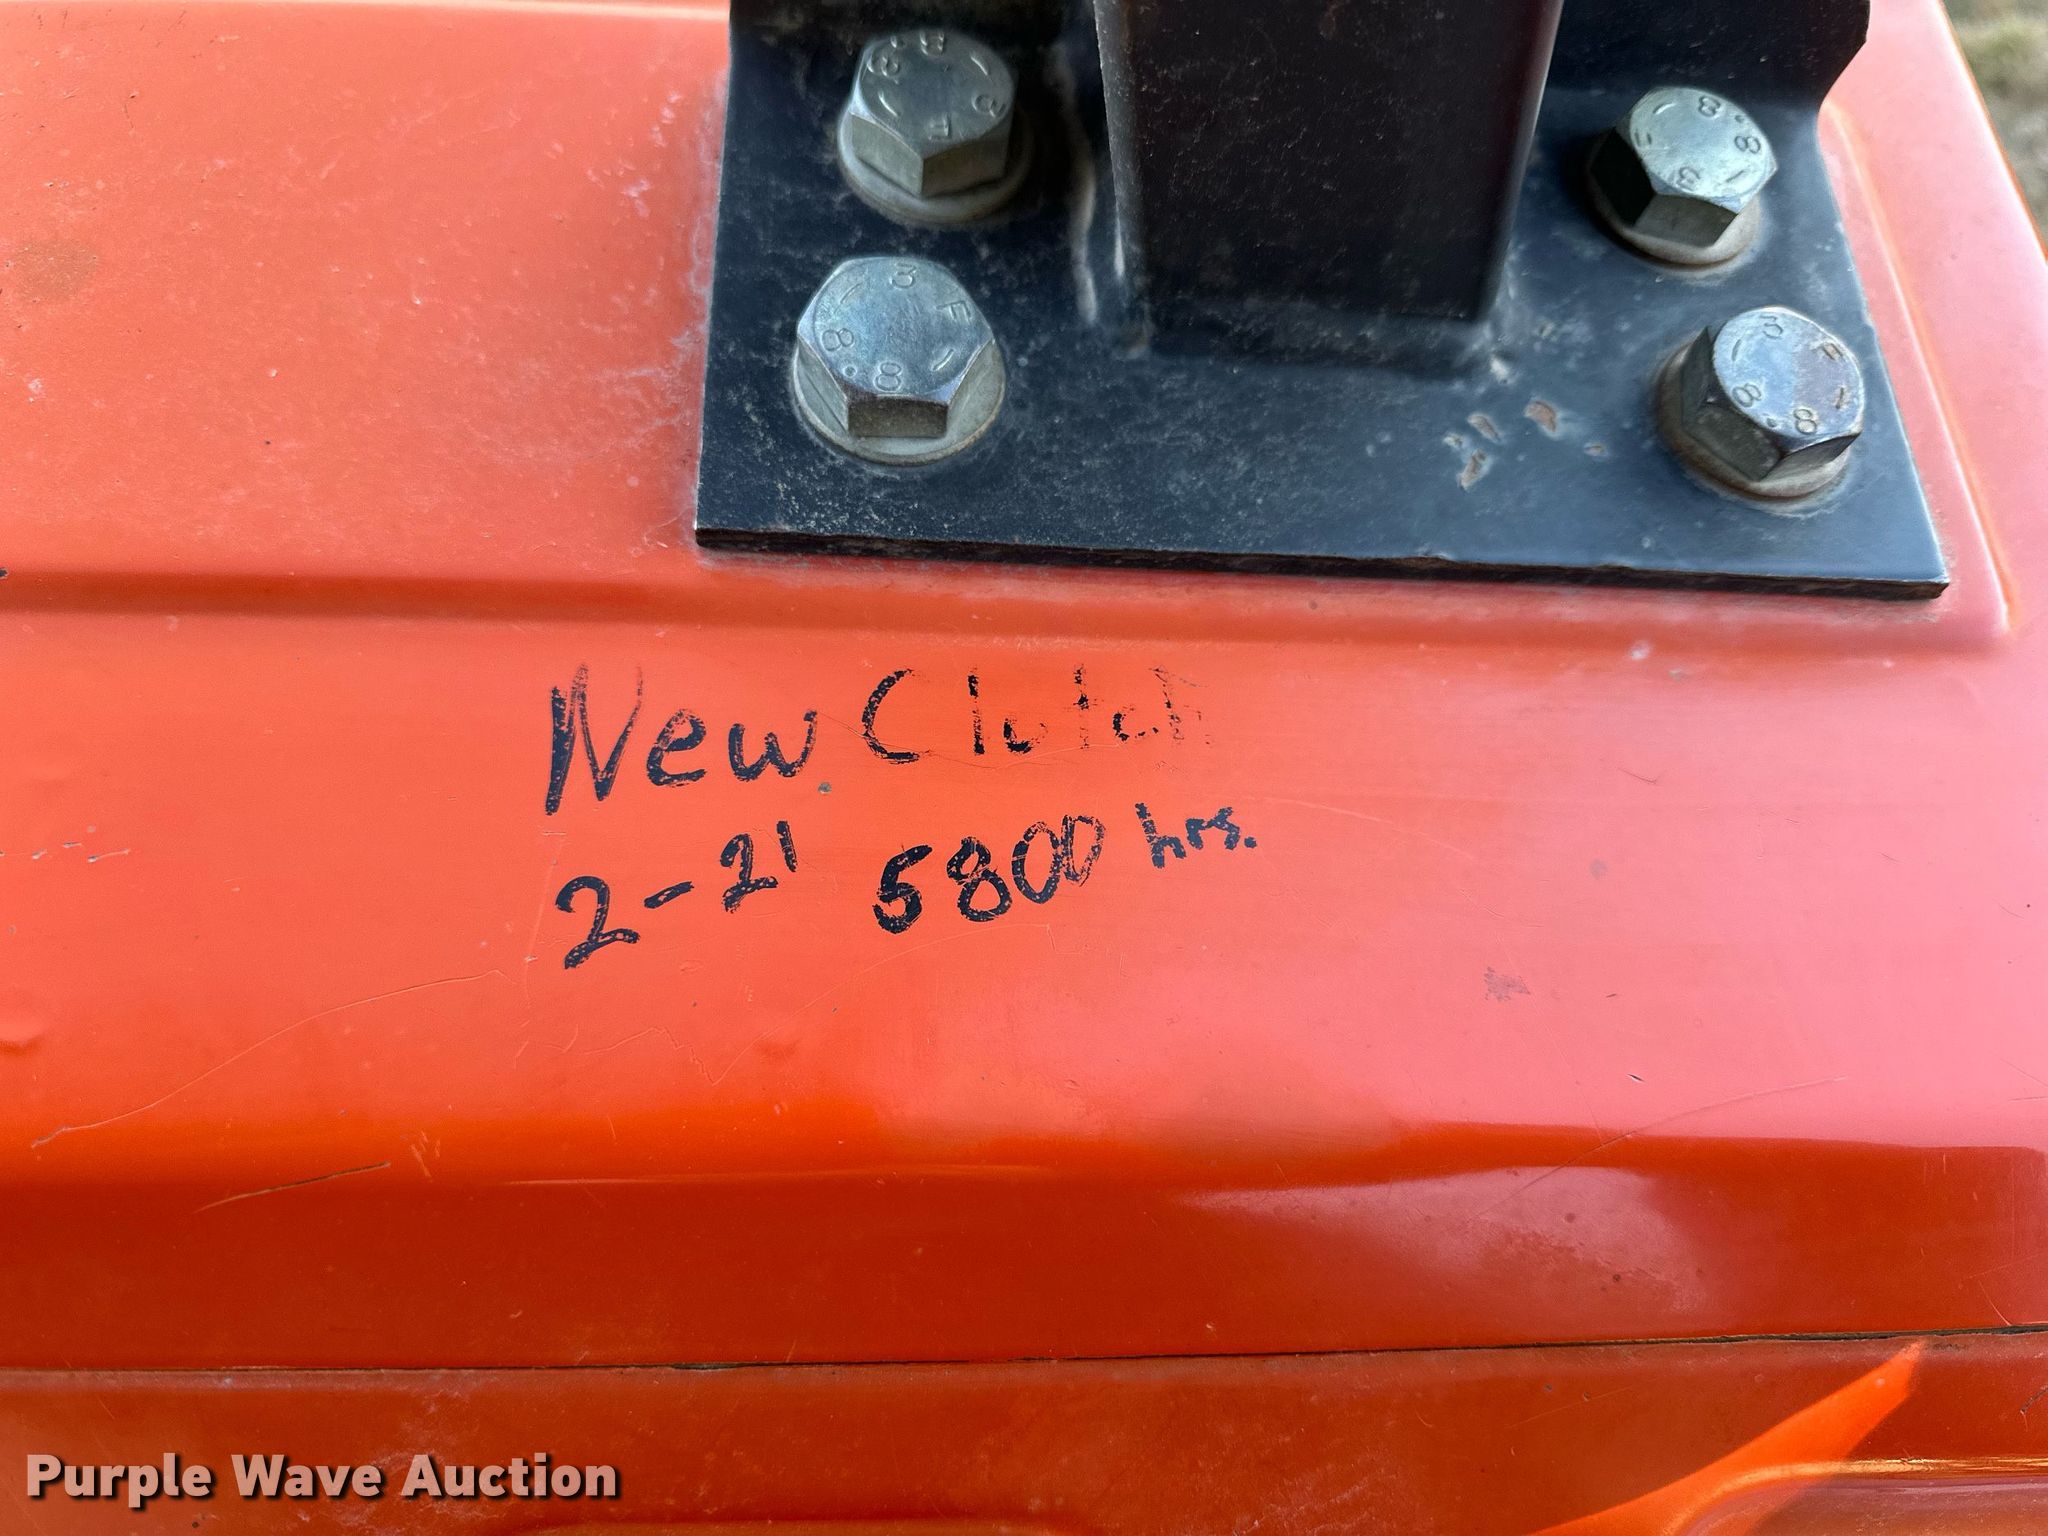 New Clutch
2-21 5800 hrs.
Purple Wave Auction